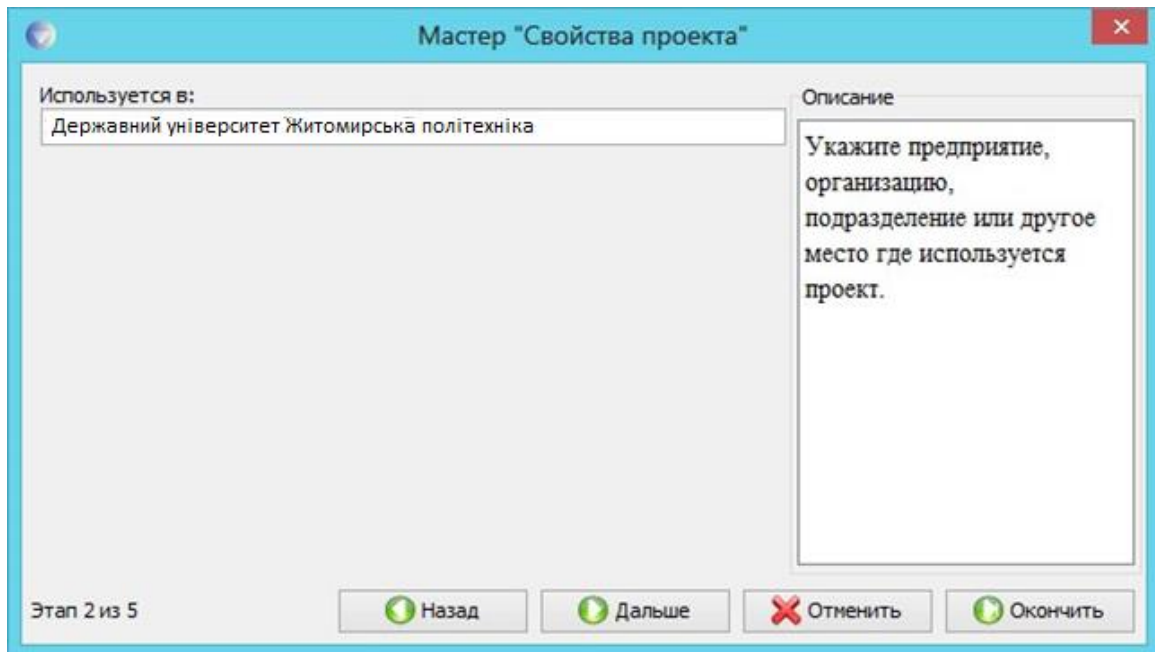 Мастер "Свойства проекта"
Используется в:
Державний університет Житомирська політехніка
Описание
Укажите предприятие,
организацию,
подразделение или другое
место где используется
проект.
Этап 2 из 5
Назад
Дальше
Отменить
Окончить